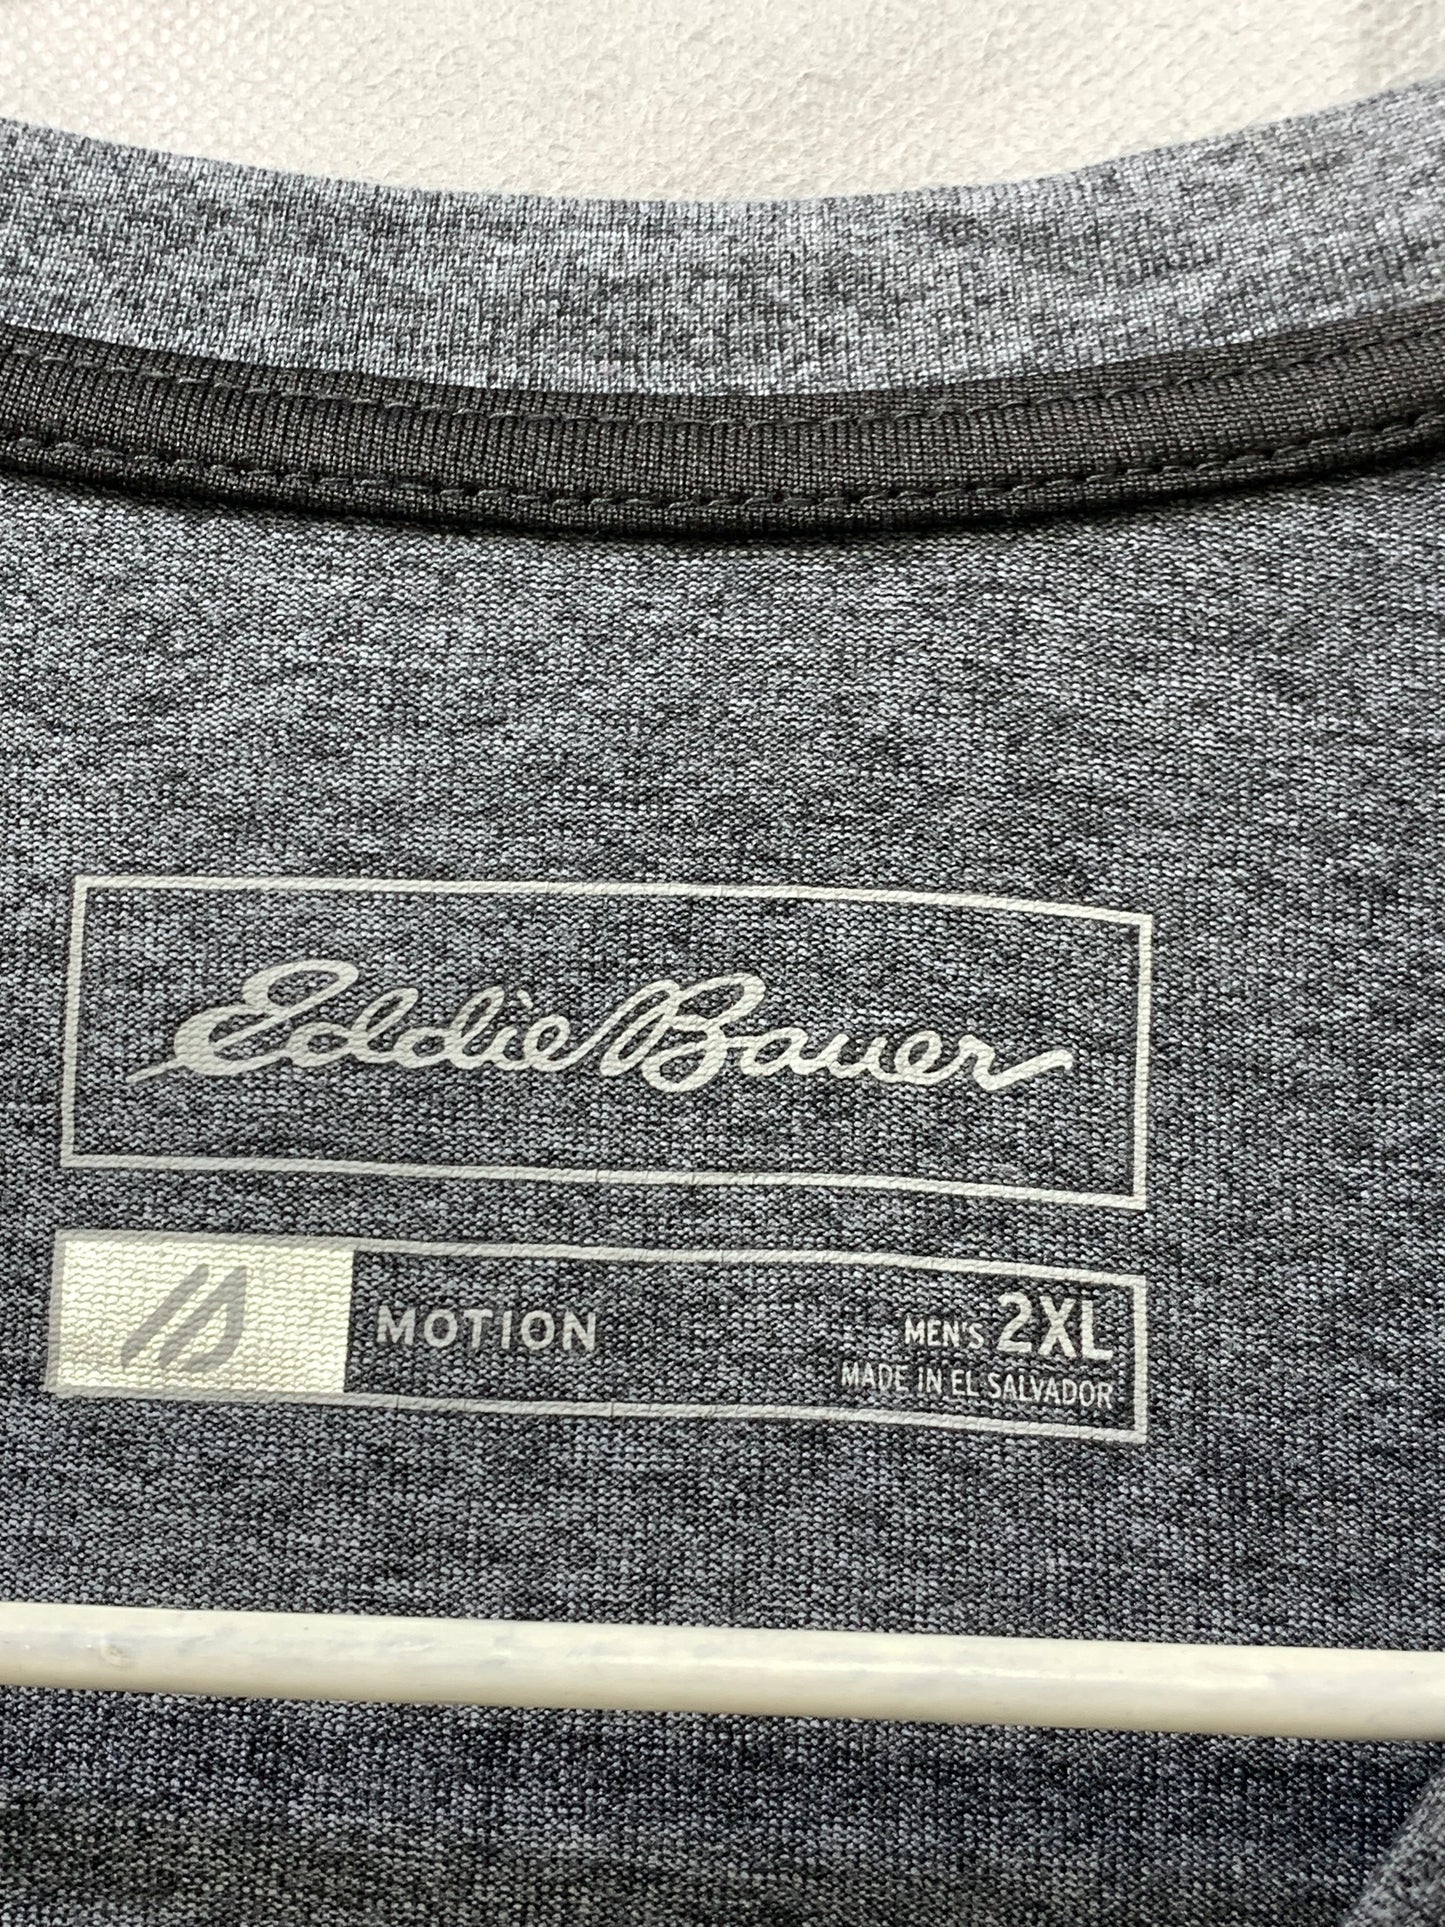 Eddie Bauer
MOTION
MEN'S 2XL
MADE IN EL SALVADOR